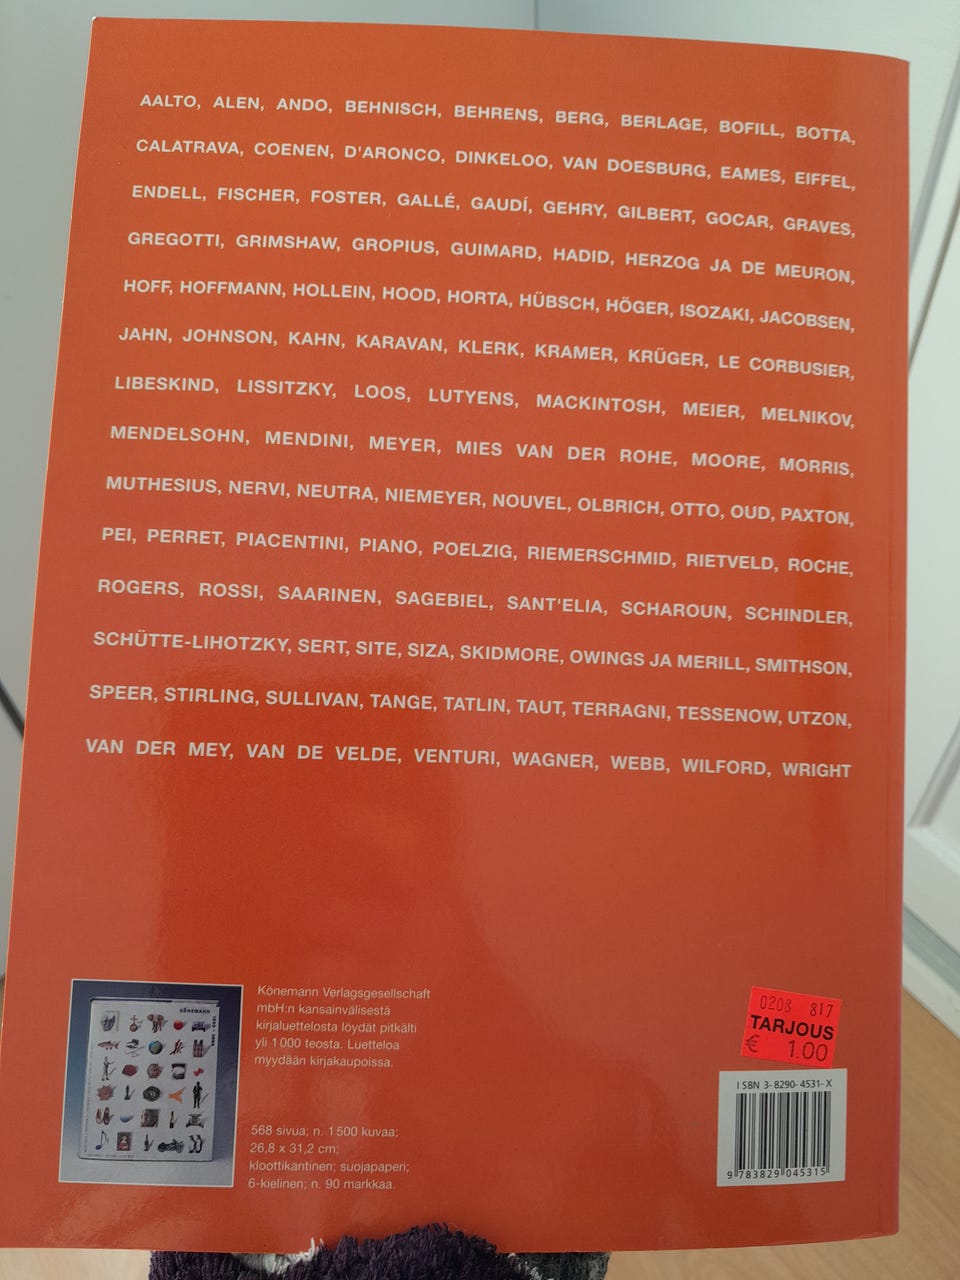 AALTO, ALEN, ANDO, BEHNISCH, BEHRENS, BERG, BERLAGE, BOFILL, BOTTA,
CALATRAVA, COENEN, D'ARONCO, DINKELOO, VAN DOESBURG, EAMES, EIFFEL,
ENDELL, FISCHER, FOSTER, GALLÉ, GAUDÍ, GEHRY, GILBERT, GOCAR, GRAVES,
GREGOTTI, GRIMSHAW, GROPIUS, GUIMARD, HADID, HERZOG JA DE MEURON,
HOFF, HOFFMANN, HOLLEIN, HOOD, HORTA, HÜBSCH, HÖGER, ISOZAKI, JACOBSEN,
JAHN, JOHNSON, KAHN, KARAVAN, KLERK, KRAMER, KRÜGER, LE CORBUSIER,
LIBESKIND, LISSITZKY, LOOS, LUTYENS, MACKINTOSH, MEIER, MELNIKOV,
MENDELSOHN, MENDINI, MEYER, MIES VAN DER ROHE, MOORE, MORRIS,
MUTHESIUS, NERVI, NEUTRA, NIEMEYER, NOUVEL, OLBRICH, OTTO, OUD, PAXTON,
PEI, PERRET, PIACENTINI, PIANO, POELZIG, RIEMERSCHMID, RIETVELD, ROCHE,
ROGERS, ROSSI, SAARINEN, SAGEBIEL, SANT'ELIA, SCHAROUN, SCHINDLER,
SCHÜTTE-LIHOTZKY, SERT, SITE, SIZA, SKIDMORE, OWINGS JA MERILL, SMITHSON,
SPEER, STIRLING, SULLIVAN, TANGE, TATLIN, TAUT, TERRAGNI, TESSENOW, UTZON,
VAN DER MEY, VAN DE VELDE, VENTURI, WAGNER, WEBB, WILFORD, WRIGHT
KÖNEMANN
Könemann Verlagsgesellschaft
mbH:n kansainvälisestä
kirjaluettelosta löydät pitkälti
yli 1 000 teosta. Luetteloa
myydään kirjakaupoissa.
568 sivua; n. 1 500 kuvaa;
26,8 x 31,2 cm;
kloottikantinen; suojapaperi;
6-kielinen; n. 90 markkaa.
0208 817
TARJOUS
€ 1.00
ISBN 3-8290-4531-X
9 783829 045315